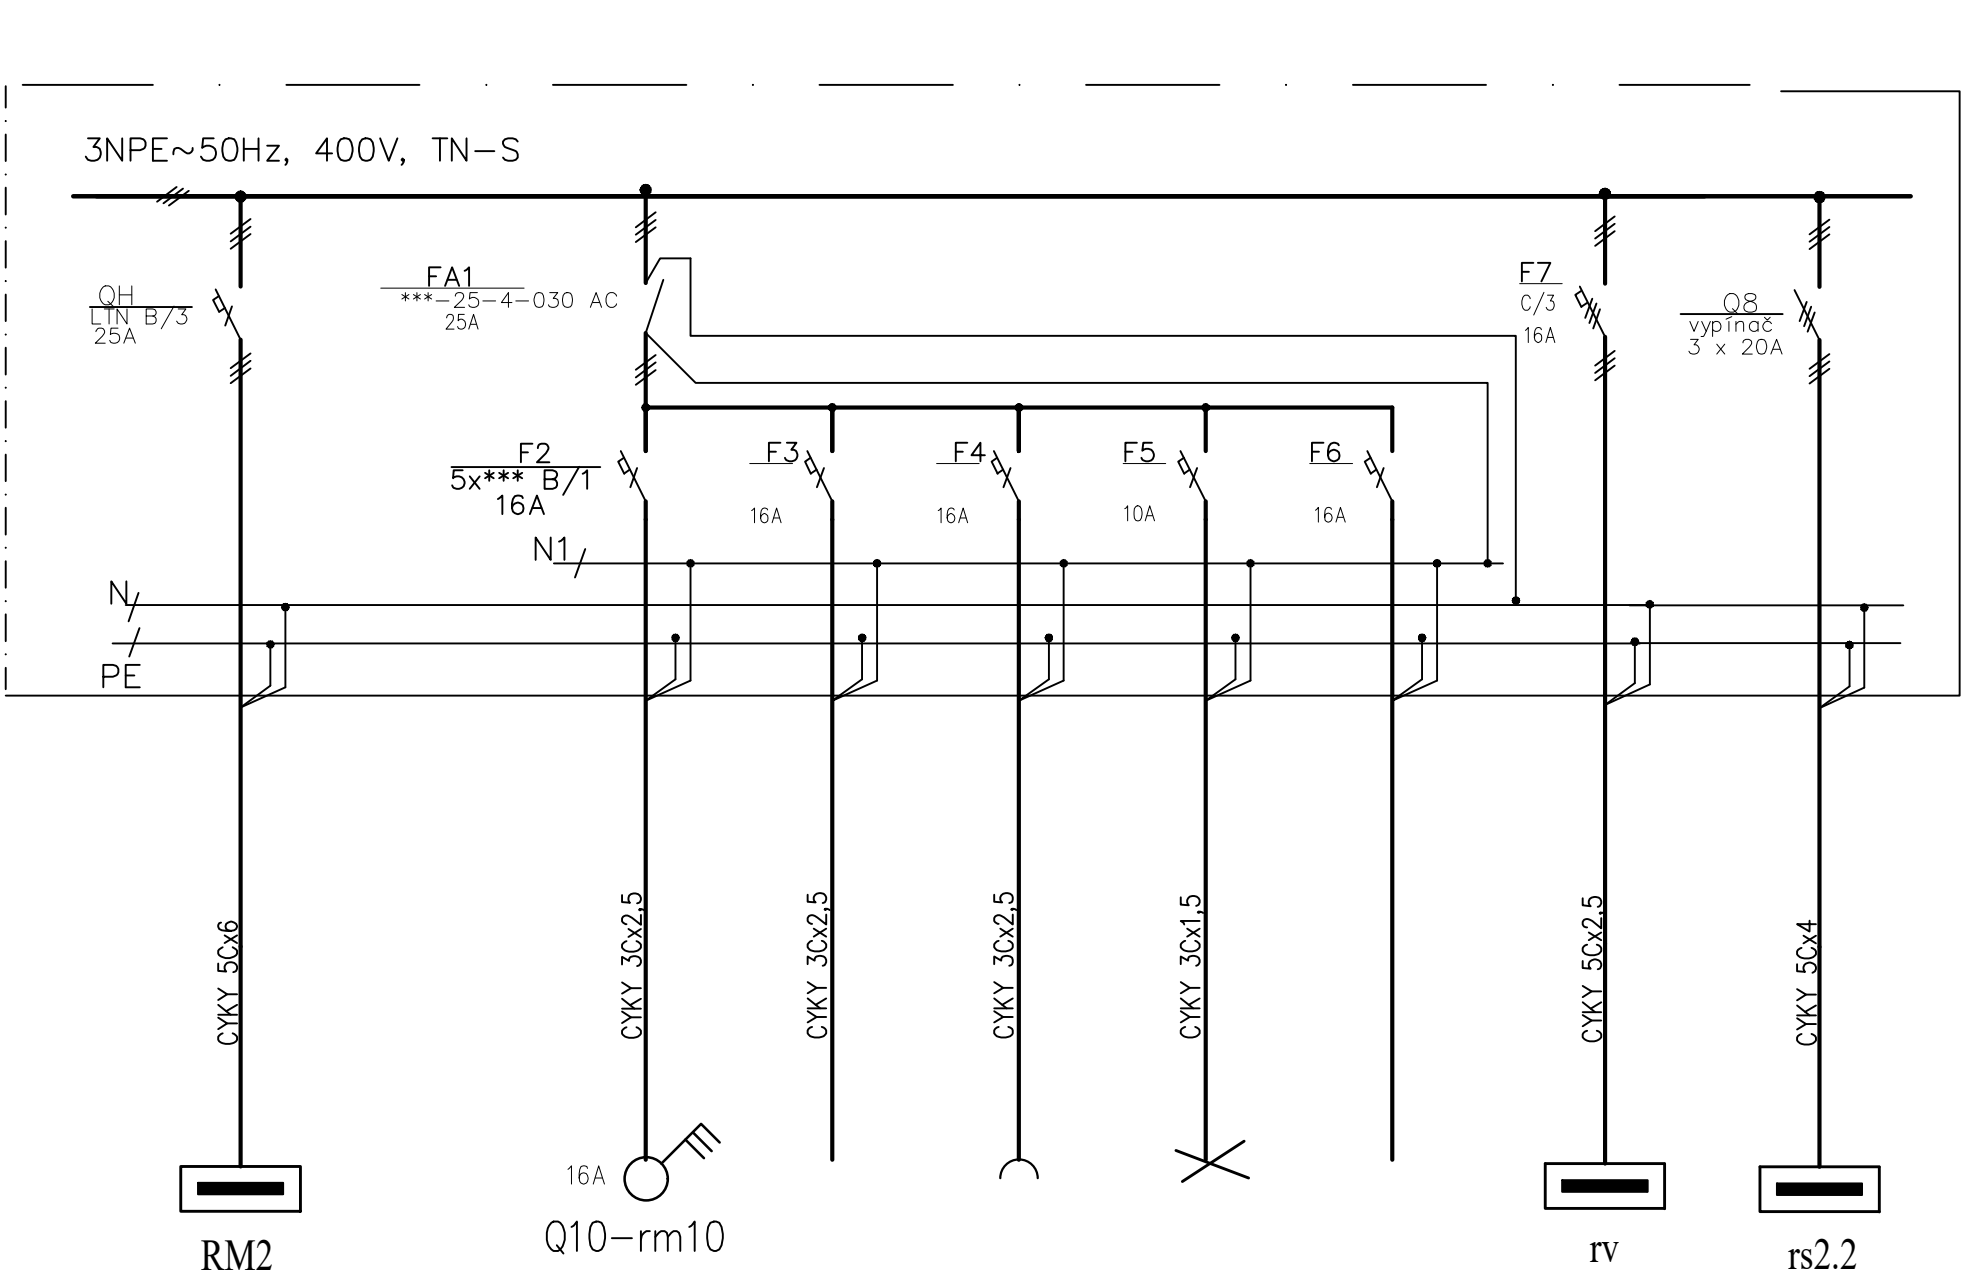 3NPE~50Hz, 400V, TN-S
QH
LTN B/3
25A
FA1
***-25-4-030 AC
25A
F7
C/3
16A
Q8
vypínač
3 x 20A
F2
5x*** B/1
16A
F3
16A
F4
16A
F5
10A
F6
16A
N1
N
PE
CYKY 5Cx6
CYKY 3Cx2,5
CYKY 3Cx2,5
CYKY 3Cx2,5
CYKY 3Cx1,5
CYKY 5Cx2,5
CYKY 5Cx4
16A
RM2
Q10-rm10
rv
rs2.2